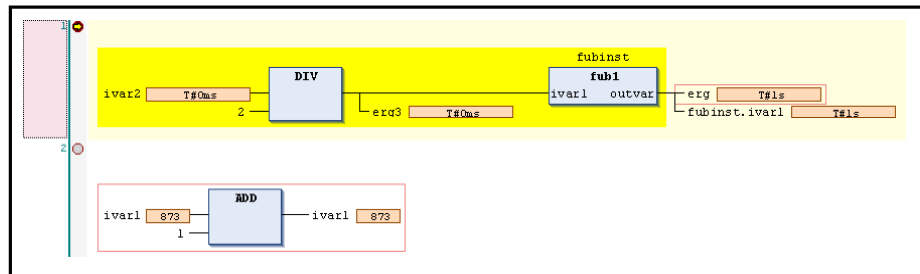 1
fubinst
DIV
fub1
ivar2 T#0ms
ivar1 outvar
erg T#1s
2
erg3 T#0ms
fubinst.ivar1 T#1s
2
ADD
ivar1 873
ivar1 873
1